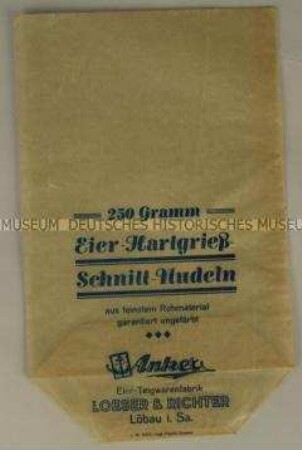 250 Gramm
Eier-Hartgrieß-
Schnitt-Nudeln
MUSEUM DEUTSCHES HISTORISCHES MUSEUM
aus feinstem Rohmaterial
garantiert ungefärbt
Anker
Eier-Teigwarenfabrik
LOEBER & RICHTER
Löbau i. Sa.